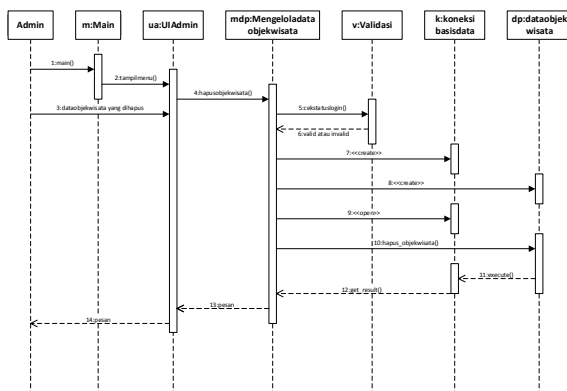 Admin
m:Main
ua:UIAdmin
mdp:Mengeloladata
objekwisata
v:Validasi
k:koneksi
basisdata
dp:dataobjek
wisata
1:main()
2:tampilmenu()
3:dataobjekwisata yang dihapus
4:hapusobjekwisata()
5:cekstatuslogin()
6:valid atau invalid
7:<<create>>
8:<<create>>
9:<<open>>
10:hapus_objekwisata()
11:execute()
12:get_result()
13:pesan
14:pesan